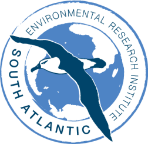 ENVIRONMENTAL RESEARCH INSTITUTE
SOUTH ATLANTIC